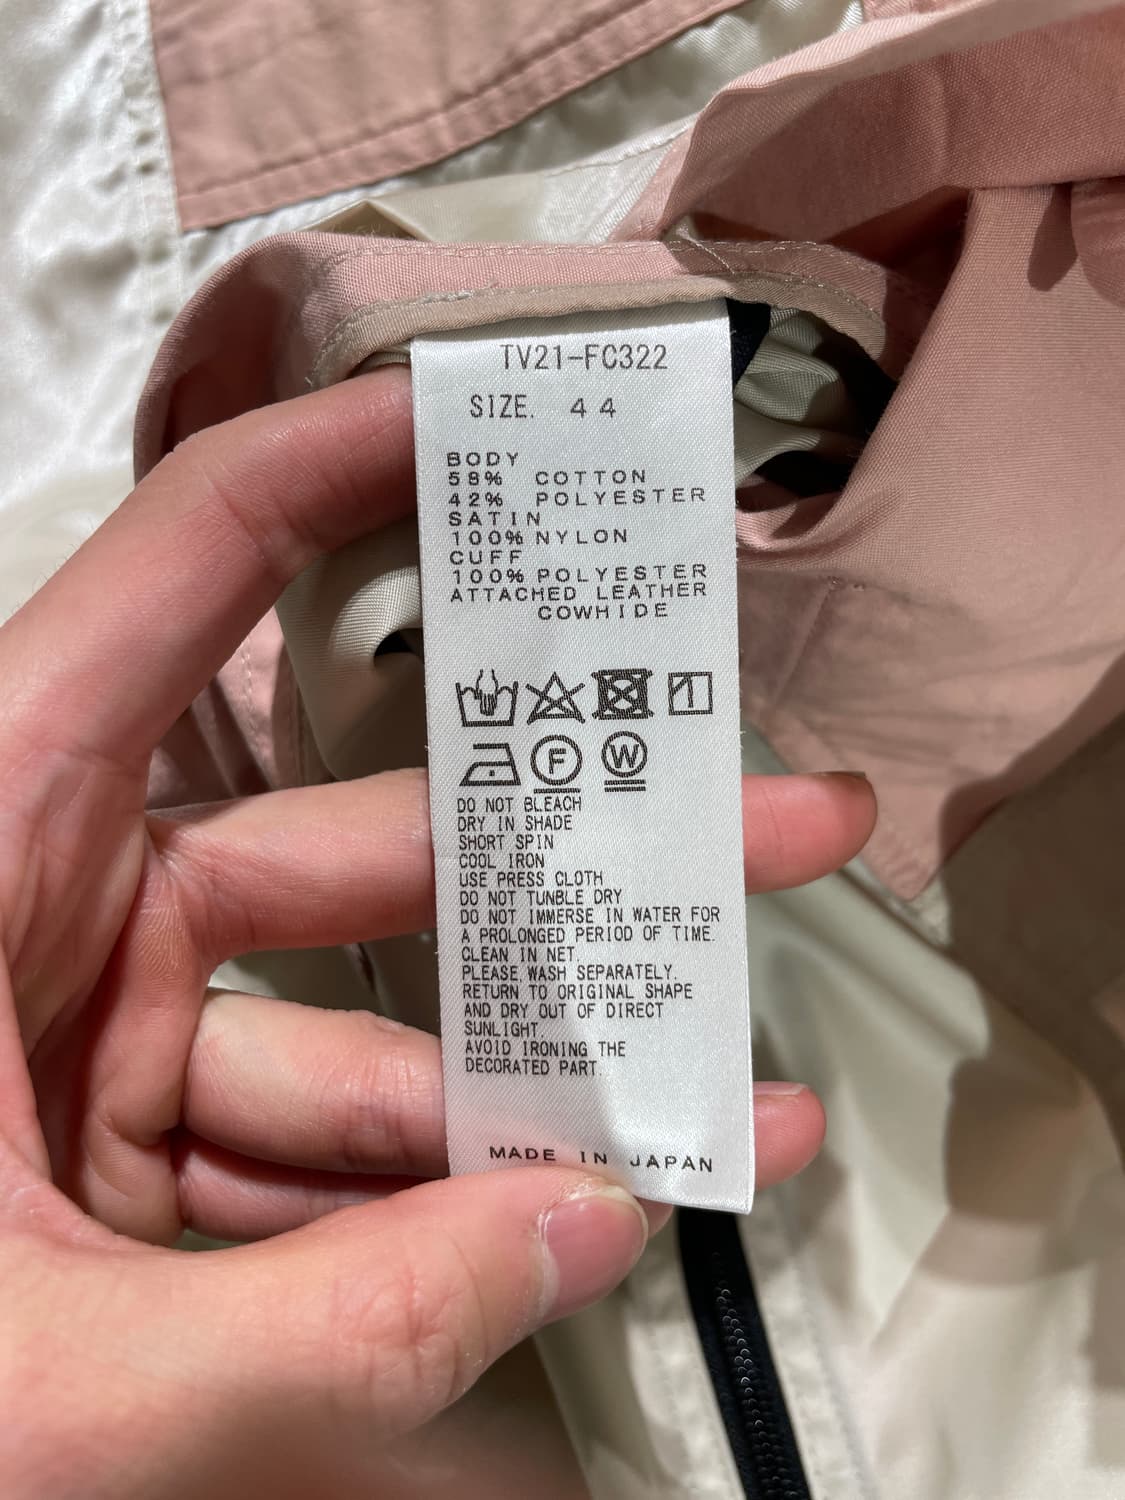 TV21-FC322
SIZE. 44
BODY
58% COTTON
42% POLYESTER
SATIN
100% NYLON
CUFF
100% POLYESTER
ATTACHED LEATHER
COWHIDE
F W
DO NOT BLEACH
DRY IN SHADE
SHORT SPIN
COOL IRON
USE PRESS CLOTH
DO NOT TUNBLE DRY
DO NOT IMMERSE IN WATER FOR
A PROLONGED PERIOD OF TIME.
CLEAN IN NET.
PLEASE,WASH SEPARATELY.
RETURN TO ORIGINAL SHAPE
AND DRY OUT OF DIRECT
SUNLIGHT.
AVOID IRONING THE
DECORATED PART.
MADE IN JAPAN